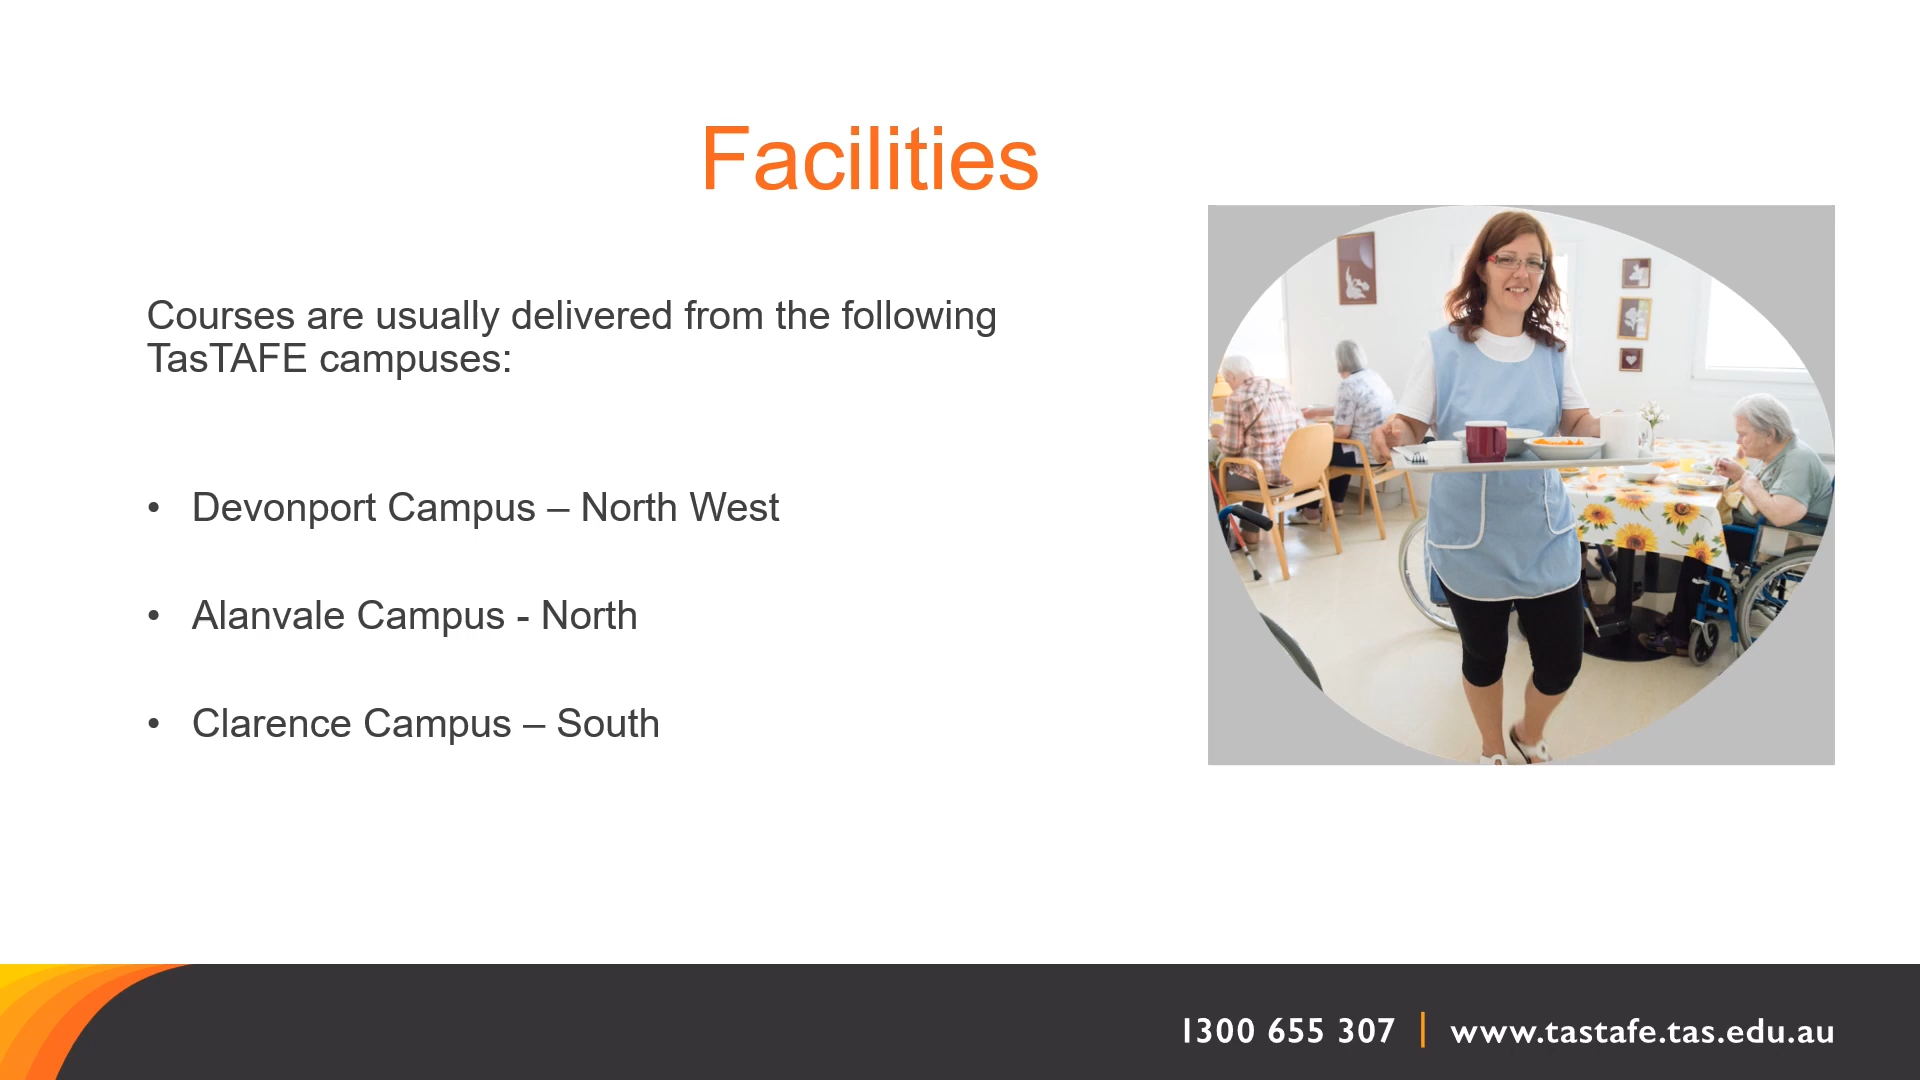 Facilities
Courses are usually delivered from the following
TasTAFE campuses:
• Devonport Campus – North West
• Alanvale Campus - North
• Clarence Campus – South
1300 655 307 | www.tastafe.tas.edu.au